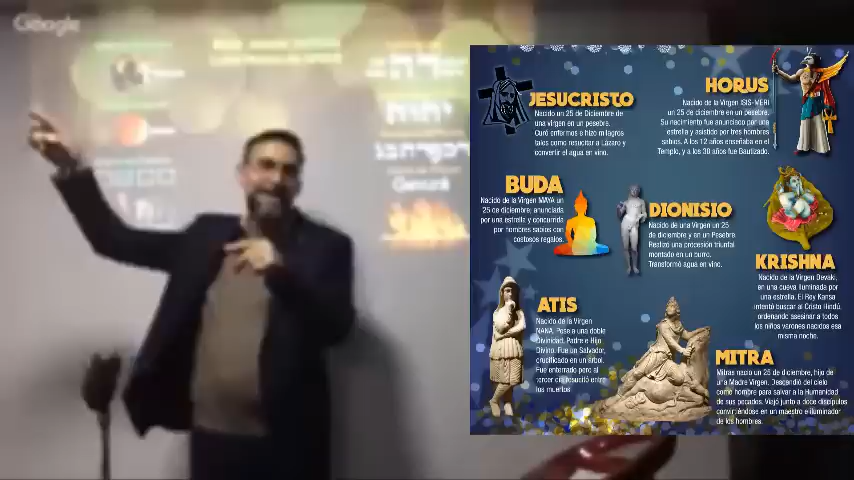 Google
JESUCRISTO
Nacido un 25 de Diciembre de
una virgen en un pesebre.
Curó enfermos e hizo milagros
tales como resucitar a Lázaro y
convertir el agua en vino.
HORUS
Nacido de la Virgen ISIS-MERI
un 25 de diciembre en un pesebre.
Su nacimiento fue anunciado por una
estrella y asistido por tres hombres
sabios. A los 12 años enseñaba en el
Templo, y a los 30 años fue Bautizado.
BUDA
Nacido de la Virgen MAYA un
25 de diciembre, anunciada
por una estrella y concurrida
por hombres sabios con
costosos regalos.
DIONISIO
Nacido de una Virgen un 25
de diciembre y en un Pesebre.
Realizó una procesión triunfal
montado en un burro.
Transformó agua en vino.
KRISHNA
Nacido de la Virgen Devaki,
en una cueva iluminada por
una estrella. El Rey Kansa
intentó buscar al Cristo Hindú,
ordenando asesinar a todos
los niños varones nacidos esa
misma noche.
ATIS
Nacido de la Virgen
NANA. Posee una doble
Divinidad, Padre e Hijo
Divino. Fue un Salvador,
crucificado en un árbol.
Fue enterrado pero al
tercer día resucitó entre
los muertos
MITRA
Mitras nació un 25 de diciembre, hijo de
una Madre Virgen. Descendió del cielo
como hombre para salvar a la Humanidad
de sus pecados. Viajó junto a doce discípulos
convirtiéndose en un maestro e iluminador
de los hombres.